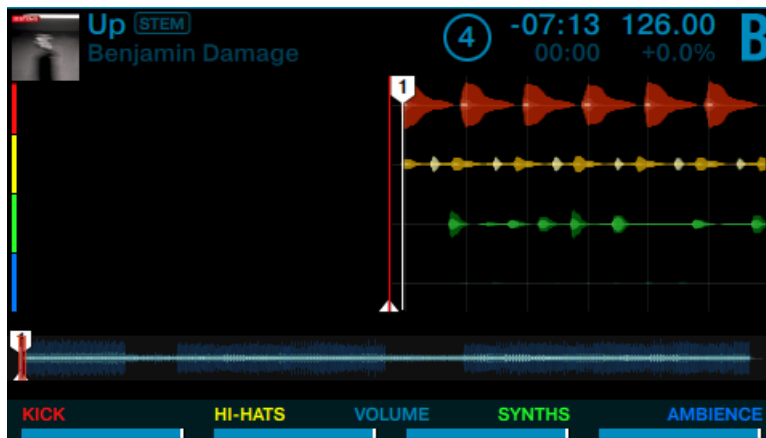 Up STEM
Benjamin Damage
4
-07:13 126.00
00:00 +0.0%
B
1
1
KICK HI-HATS VOLUME SYNTHS AMBIENCE